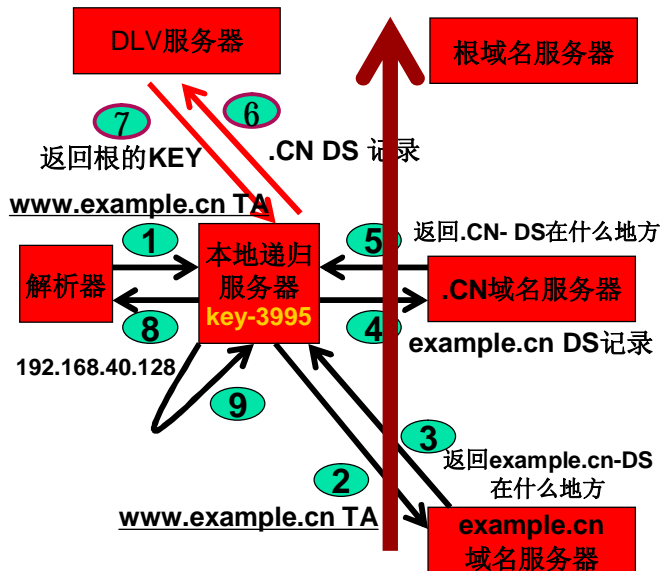 DLV服务器
根域名服务器
7
6
返回根的KEY
.CN DS 记录
www.example.cn TA
1
本地递归
服务器
key-3995
5
返回.CN- DS在什么地方
解析器
.CN域名服务器
8
4
example.cn DS记录
192.168.40.128
9
3
返回example.cn-DS
在什么地方
2
www.example.cn TA
example.cn
域名服务器